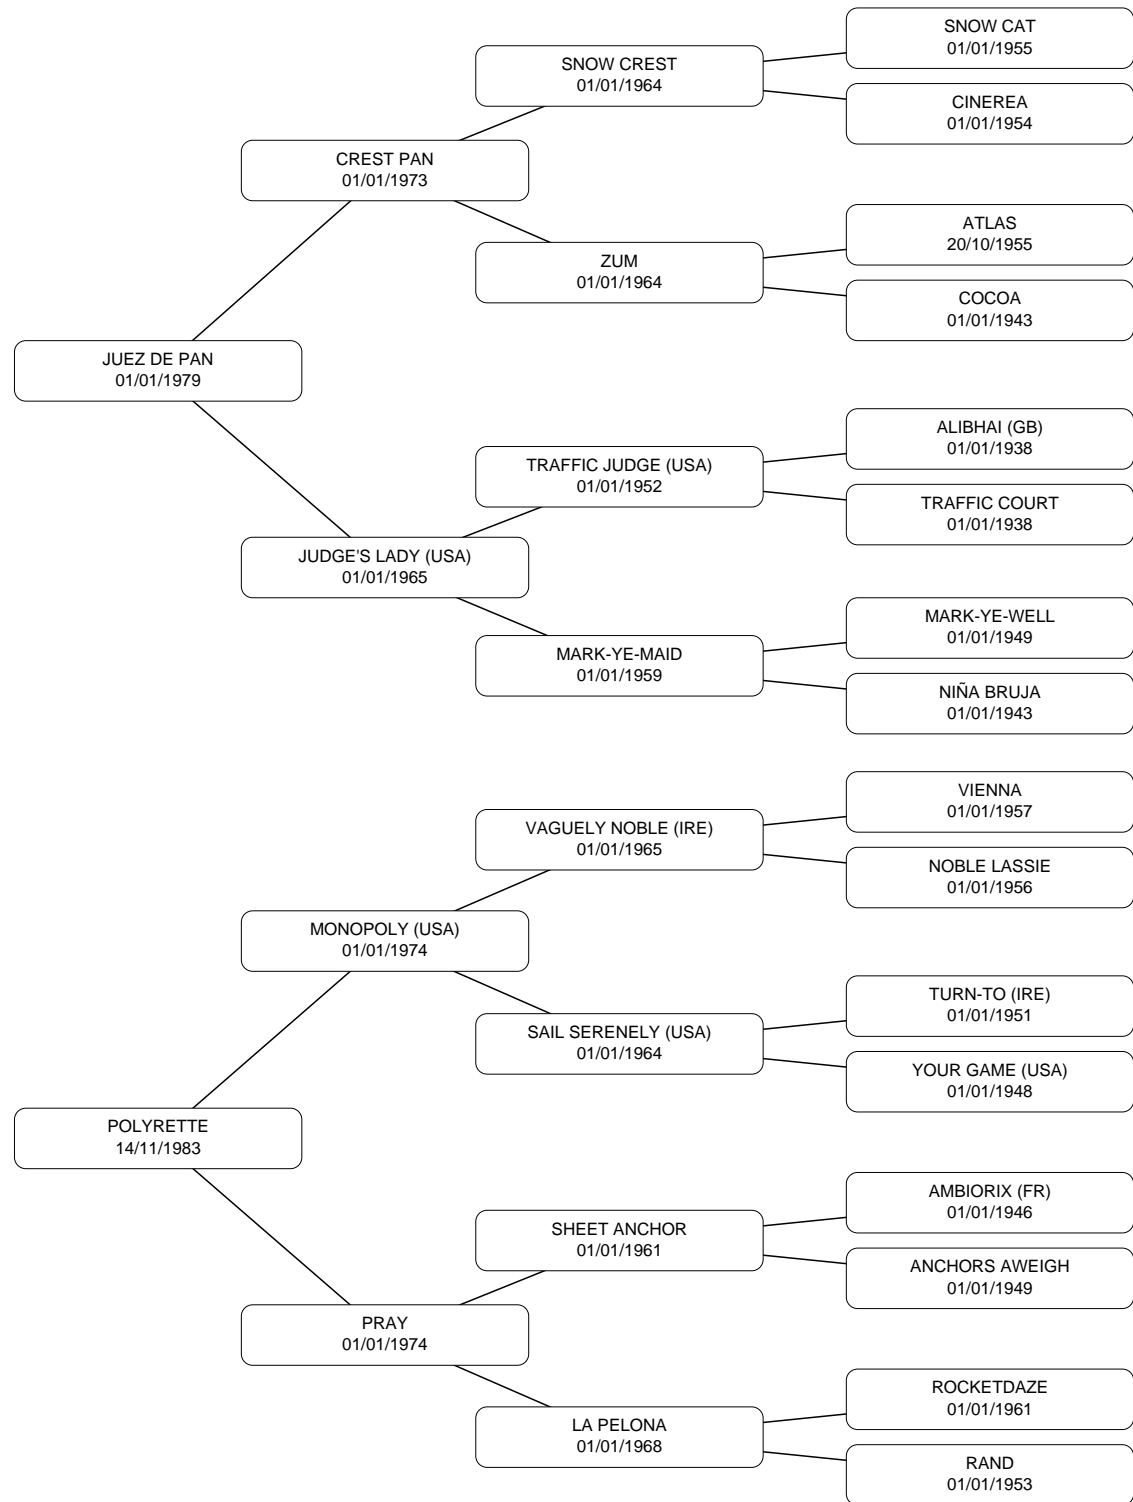 SNOW CAT
01/01/1955
SNOW CREST
01/01/1964
CINEREA
01/01/1954
CREST PAN
01/01/1973
ATLAS
20/10/1955
ZUM
01/01/1964
COCOA
01/01/1943
JUEZ DE PAN
01/01/1979
ALIBHAI (GB)
01/01/1938
TRAFFIC JUDGE (USA)
01/01/1952
TRAFFIC COURT
01/01/1938
JUDGE'S LADY (USA)
01/01/1965
MARK-YE-WELL
01/01/1949
MARK-YE-MAID
01/01/1959
NIÑA BRUJA
01/01/1943
VIENNA
01/01/1957
VAGUELY NOBLE (IRE)
01/01/1965
NOBLE LASSIE
01/01/1956
MONOPOLY (USA)
01/01/1974
TURN-TO (IRE)
01/01/1951
SAIL SERENELY (USA)
01/01/1964
YOUR GAME (USA)
01/01/1948
POLYRETTE
14/11/1983
AMBIORIX (FR)
01/01/1946
SHEET ANCHOR
01/01/1961
ANCHORS AWEIGH
01/01/1949
PRAY
01/01/1974
ROCKETDAZE
01/01/1961
LA PELONA
01/01/1968
RAND
01/01/1953